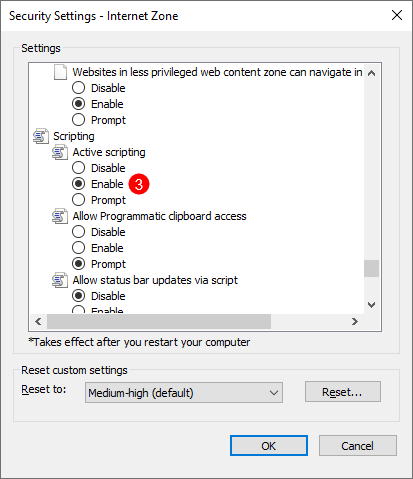 Security Settings - Internet Zone
Settings
Websites in less privileged web content zone can navigate in
Disable
Enable
Prompt
Scripting
Active scripting
Disable
Enable 3
Prompt
Allow Programmatic clipboard access
Disable
Enable
Prompt
Allow status bar updates via script
Disable
Enable
*Takes effect after you restart your computer
Reset custom settings
Reset to: Medium-high (default) Reset...
OK Cancel